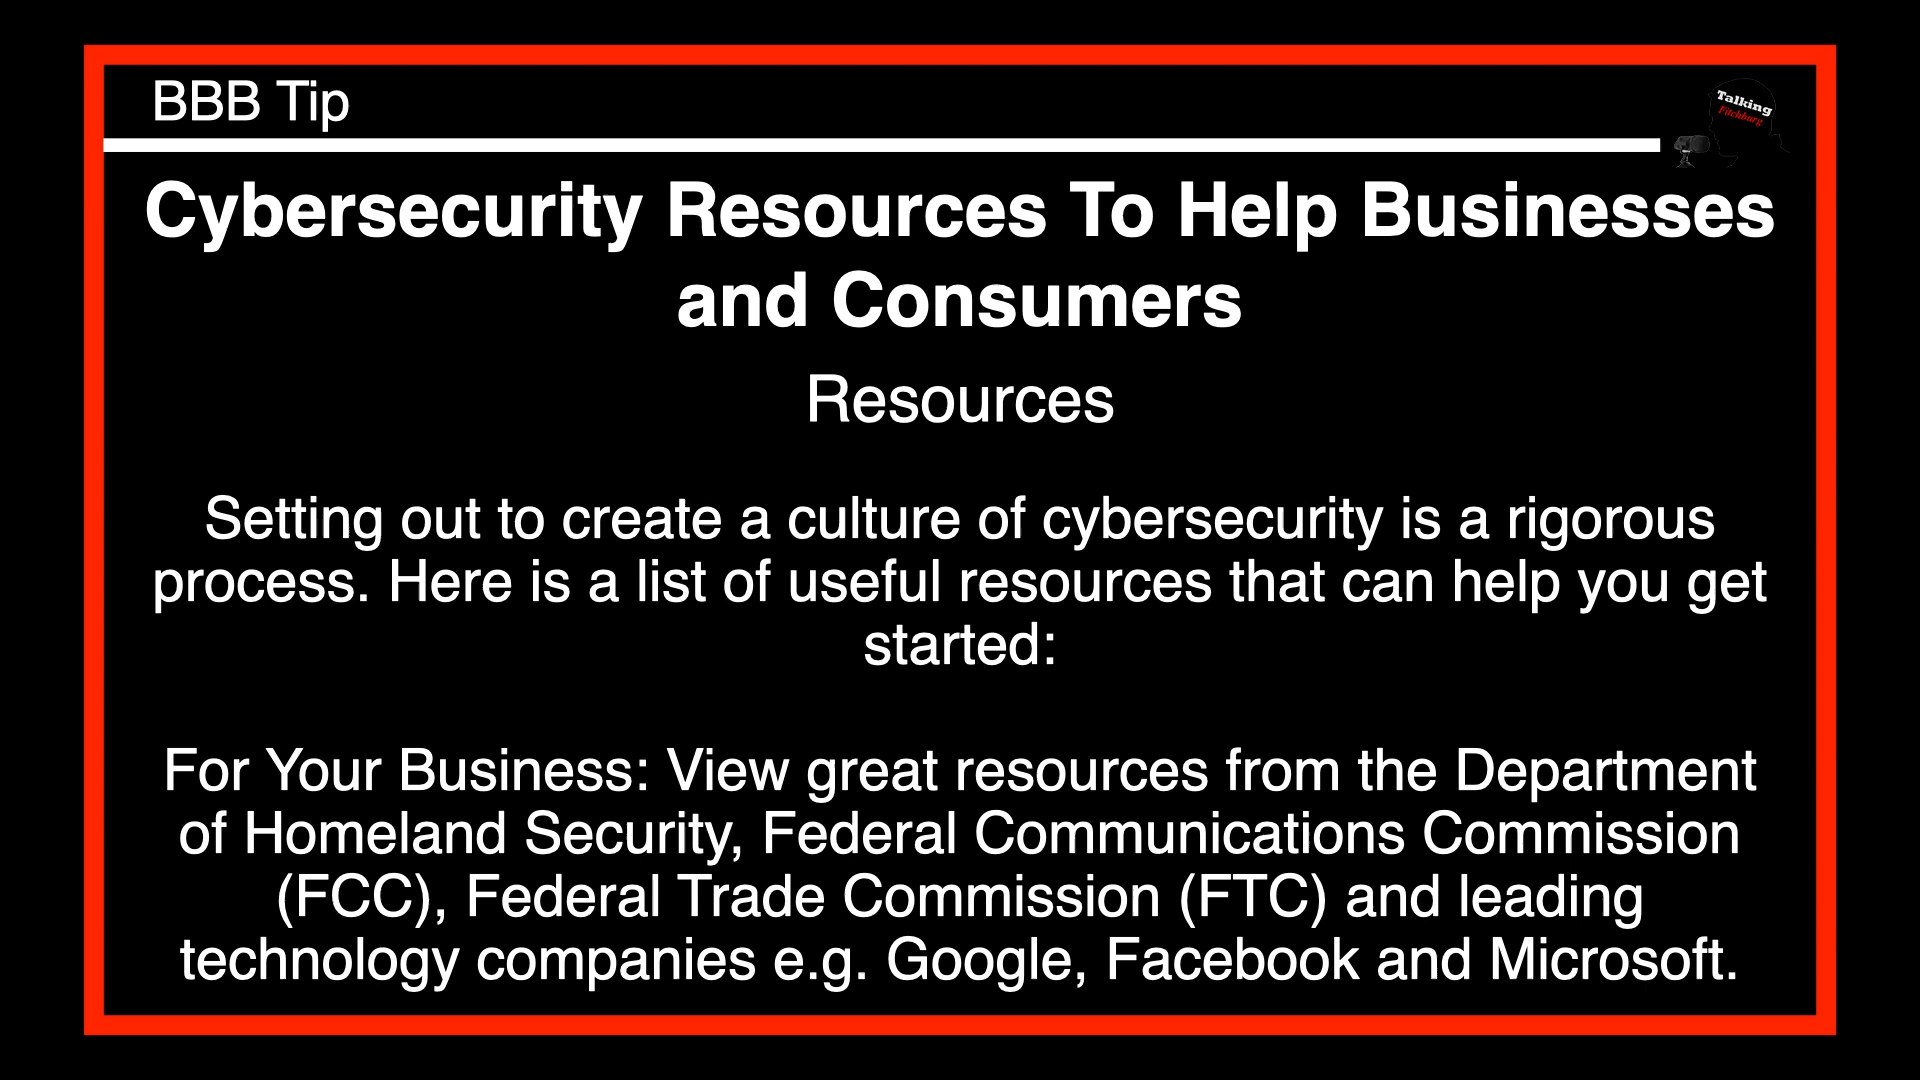 BBB Tip
Talking
Fitchburg
Cybersecurity Resources To Help Businesses
and Consumers
Resources
Setting out to create a culture of cybersecurity is a rigorous
process. Here is a list of useful resources that can help you get
started:
For Your Business: View great resources from the Department
of Homeland Security, Federal Communications Commission
(FCC), Federal Trade Commission (FTC) and leading
technology companies e.g. Google, Facebook and Microsoft.